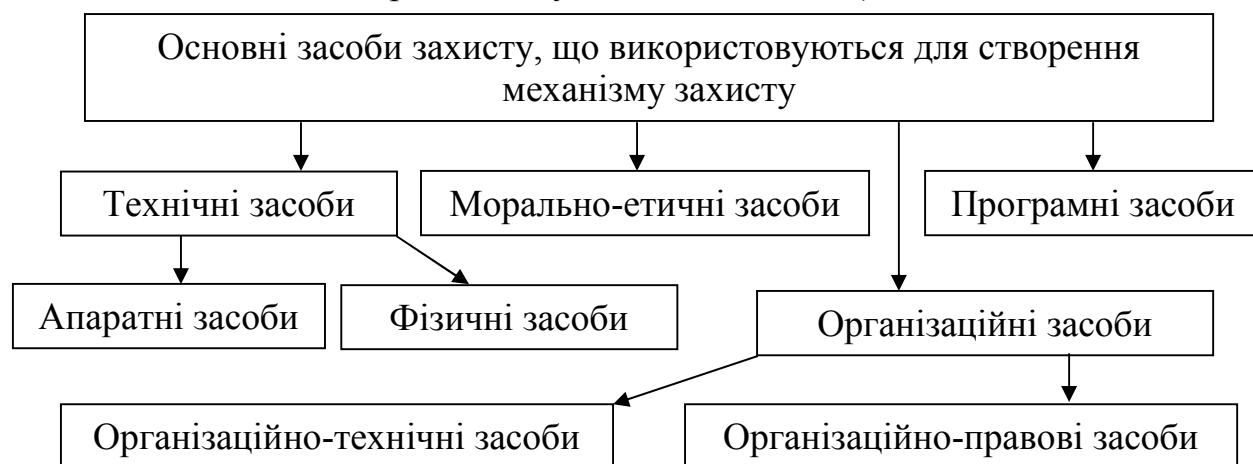 Основні засоби захисту, що використовуються для створення
механізму захисту
Технічні засоби
Морально-етичні засоби
Програмні засоби
Апаратні засоби
Фізичні засоби
Організаційні засоби
Організаційно-технічні засоби
Організаційно-правові засоби